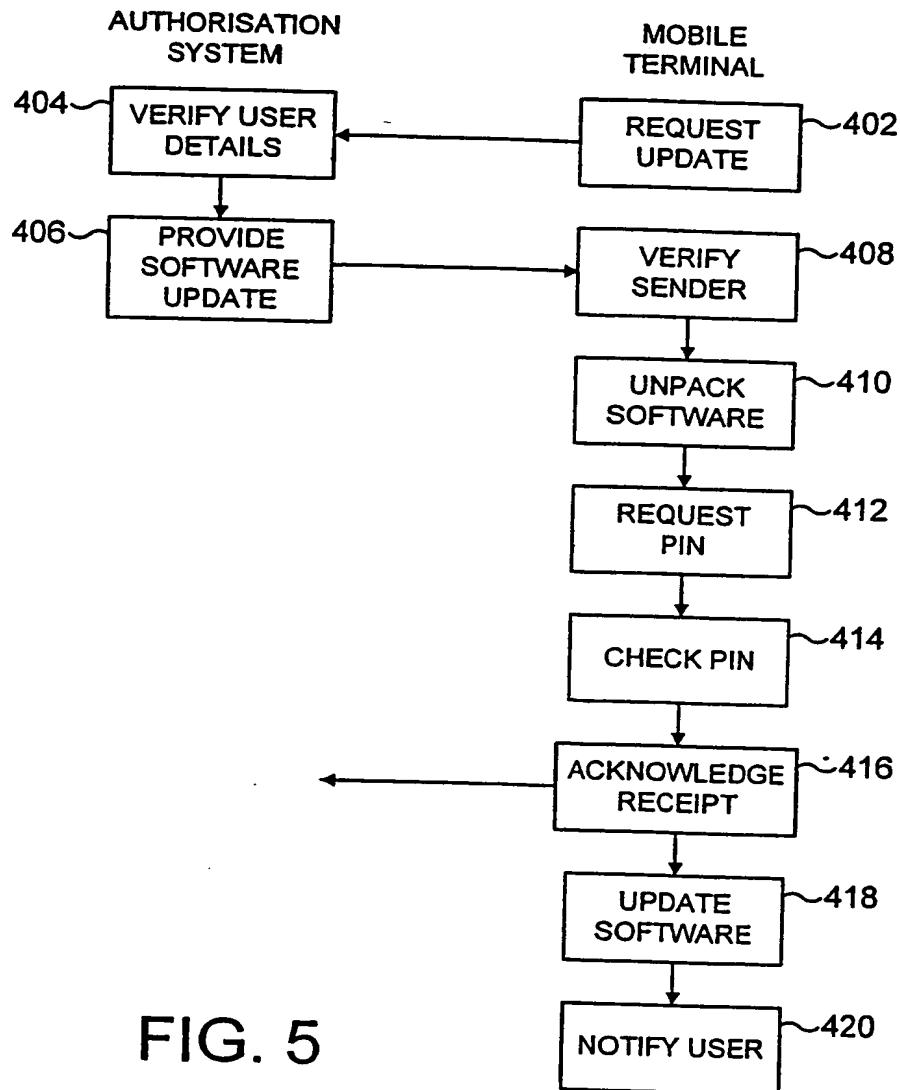 AUTHORISATION
SYSTEM
MOBILE
TERMINAL
404
VERIFY USER
DETAILS
REQUEST
UPDATE
402
406
PROVIDE
SOFTWARE
UPDATE
VERIFY
SENDER
408
UNPACK
SOFTWARE
410
REQUEST
PIN
412
CHECK PIN
414
ACKNOWLEDGE
RECEIPT
416
UPDATE
SOFTWARE
418
NOTIFY USER
420
FIG. 5